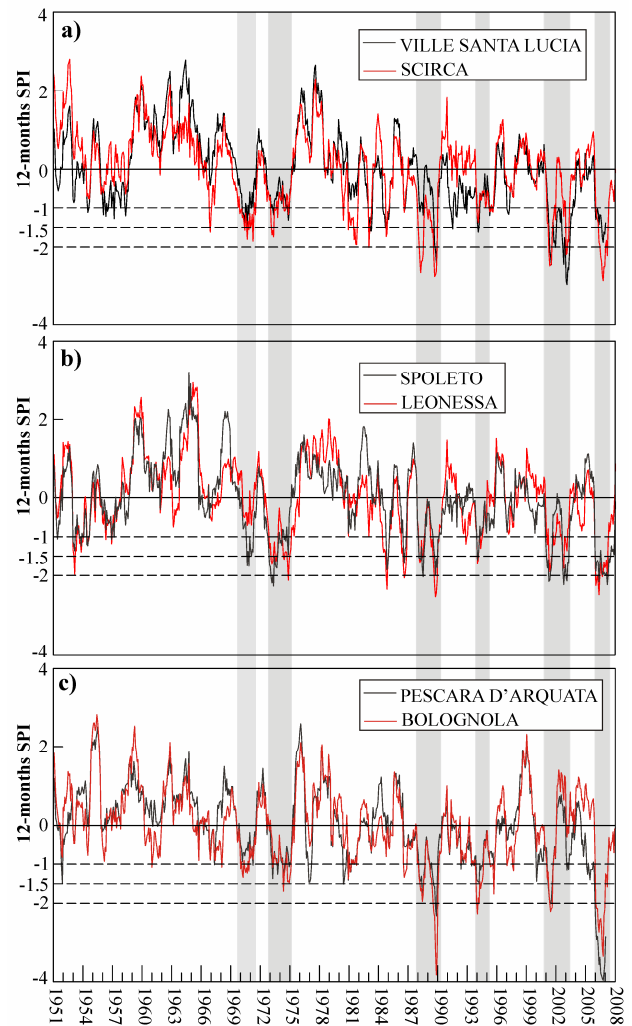 a)
VILLE SANTA LUCIA
SCIRCA
12-months SPI
4
2
0
-1
-1.5
-2
-4
b)
SPOLETO
LEONESSA
12-months SPI
2
0
-1
-1.5
-2
-4
c)
PESCARA D'ARQUATA
BOLOGNOLA
12-months SPI
4
2
0
-1
-1.5
-2
-4
1951 1954 1957 1960 1963 1966 1969 1972 1975 1978 1981 1984 1987 1990 1993 1996 1999 2002 2005 2008